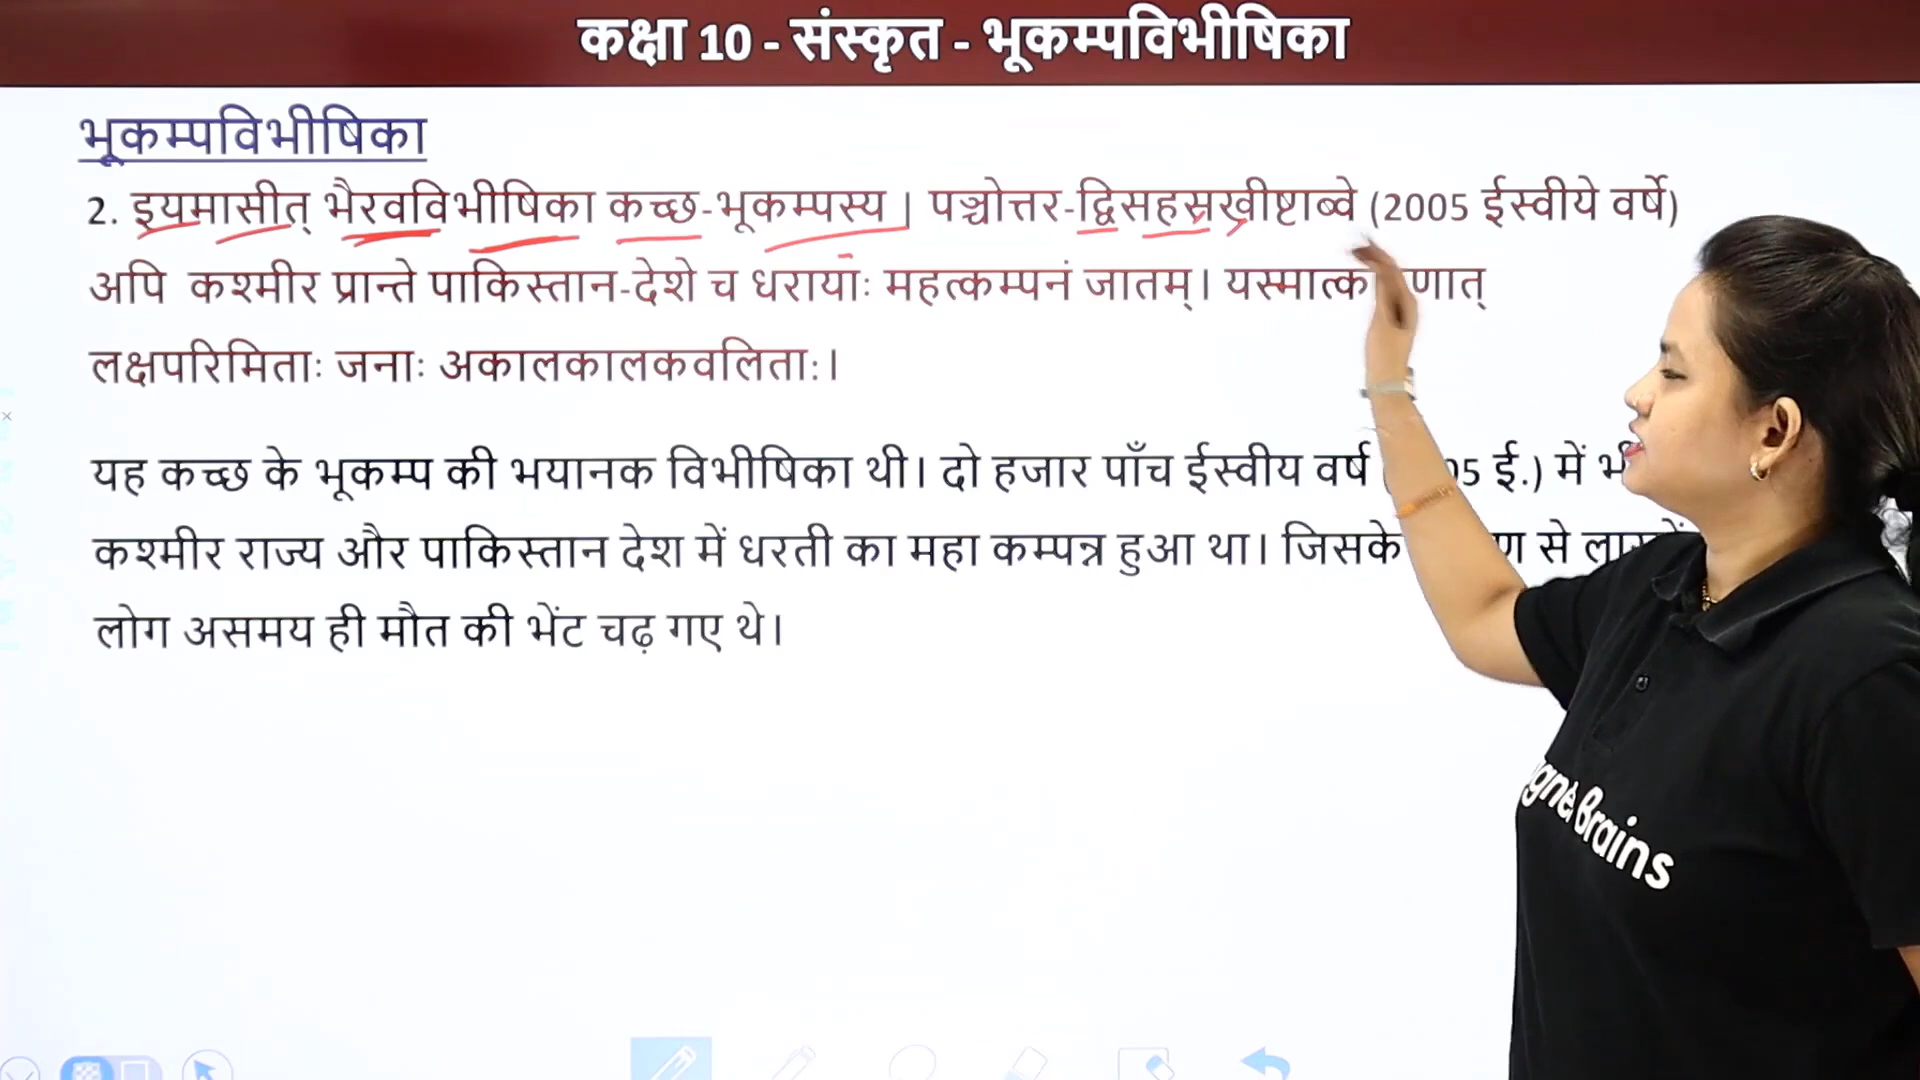 कक्षा 10 - संस्कृत - भूकम्पविभीषिका
भूकम्पविभीषिका
2. इयमासीत् भैरवविभीषिका कच्छ-भूकम्पस्य। पञ्चोत्तर-द्विसहस्रख्रीष्टाब्वे (2005 ईस्वीये वर्षे)
अपि कश्मीर प्रान्ते पाकिस्तान-देशे च धरायाः महत्कम्पनं जातम्।
लक्षपरिमिताः जनाः अकालकालकवलिताः।
यह कच्छ के भूकम्प की भयानक विभीषिका थी। दो हजार पाँच ईस्वीय वर्ष ई.) में
कश्मीर राज्य और पाकिस्तान देश में धरती का महा कम्पन्न हुआ था। जिसके से
लोग असमय ही मौत की भेंट चढ़ गए थे।
Brains